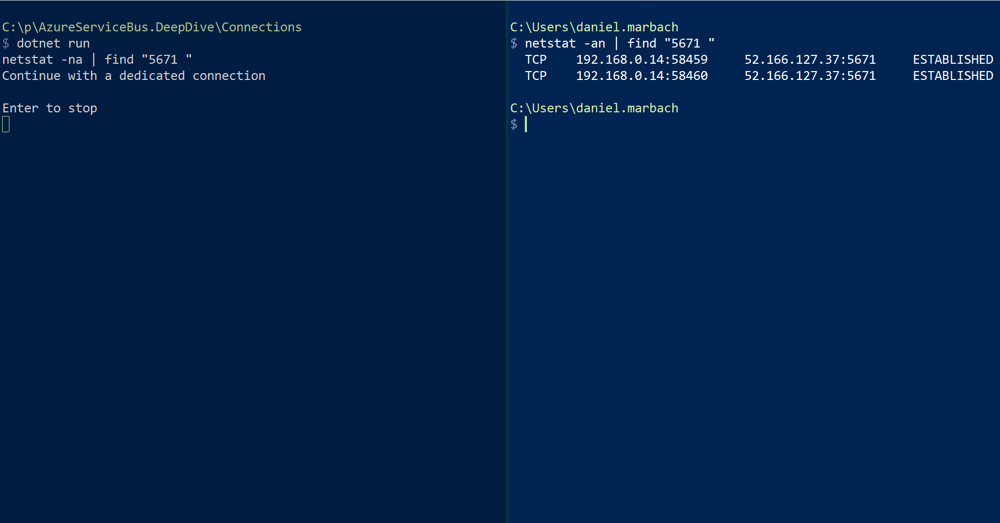 C:\p\AzureServiceBus.DeepDive\Connections
$ dotnet run
netstat -na | find "5671 "
Continue with a dedicated connection
Enter to stop
C:\Users\daniel.marbach
$ netstat -an | find "5671 "
TCP    192.168.0.14:58459     52.166.127.37:5671     ESTABLISHED
TCP    192.168.0.14:58460     52.166.127.37:5671     ESTABLISHED
C:\Users\daniel.marbach
$